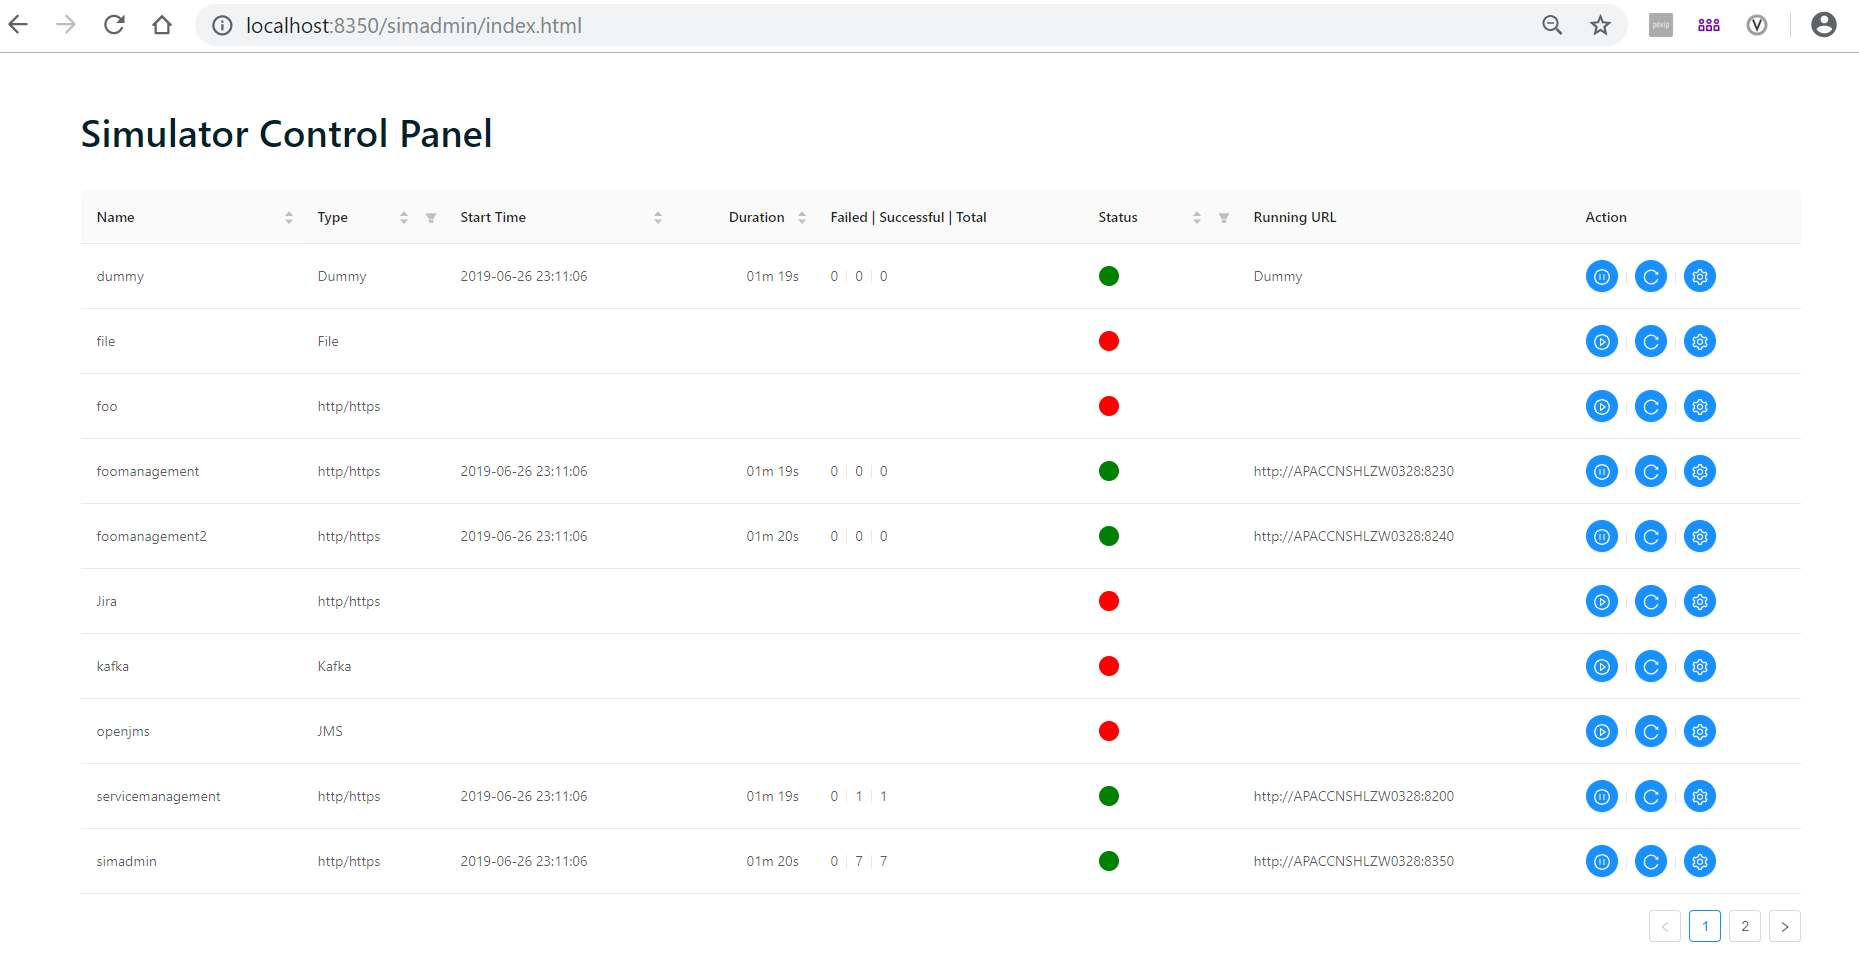 localhost:8350/simadmin/index.html
pexip
V
Simulator Control Panel
Name Type Start Time Duration Failed | Successful | Total Status Running URL Action
dummy Dummy 2019-06-26 23:11:06 01m 19s 0 0 0 Dummy
file File
foo http/https
foomanagement http/https 2019-06-26 23:11:06 01m 19s 0 0 0 http://APACCNSHLZW0328:8230
foomanagement2 http/https 2019-06-26 23:11:06 01m 20s 0 0 0 http://APACCNSHLZW0328:8240
Jira http/https
kafka Kafka
openjms JMS
servicemanagement http/https 2019-06-26 23:11:06 01m 19s 0 1 1 http://APACCNSHLZW0328:8200
simadmin http/https 2019-06-26 23:11:06 01m 20s 0 7 7 http://APACCNSHLZW0328:8350
< 1 2 >